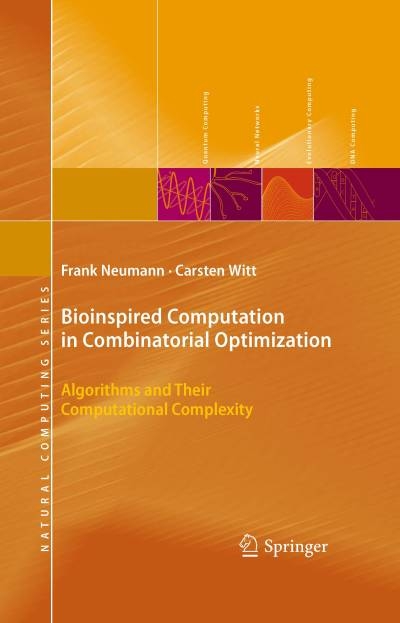 Quantum Computing
Neural Networks
Evolutionary Computing
DNA Computing
Frank Neumann · Carsten Witt
Bioinspired Computation
in Combinatorial Optimization
Algorithms and Their
Computational Complexity
NATURAL COMPUTING SERIES
Springer